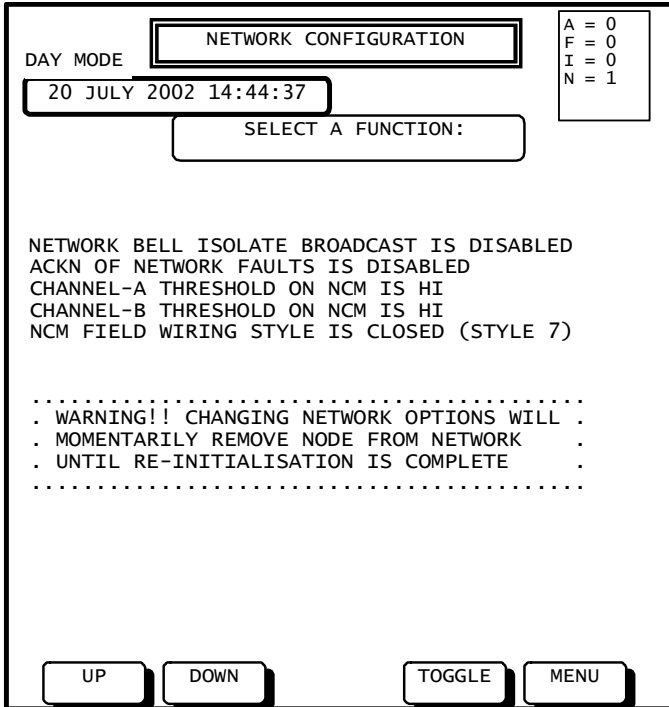 NETWORK CONFIGURATION
A = 0
F = 0
I = 0
N = 1
DAY MODE
20 JULY 2002 14:44:37
SELECT A FUNCTION:
NETWORK BELL ISOLATE BROADCAST IS DISABLED
ACKN OF NETWORK FAULTS IS DISABLED
CHANNEL-A THRESHOLD ON NCM IS HI
CHANNEL-B THRESHOLD ON NCM IS HI
NCM FIELD WIRING STYLE IS CLOSED (STYLE 7)
...........................................
. WARNING!! CHANGING NETWORK OPTIONS WILL .
. MOMENTARILY REMOVE NODE FROM NETWORK .
. UNTIL RE-INITIALISATION IS COMPLETE .
...........................................
UP DOWN TOGGLE MENU